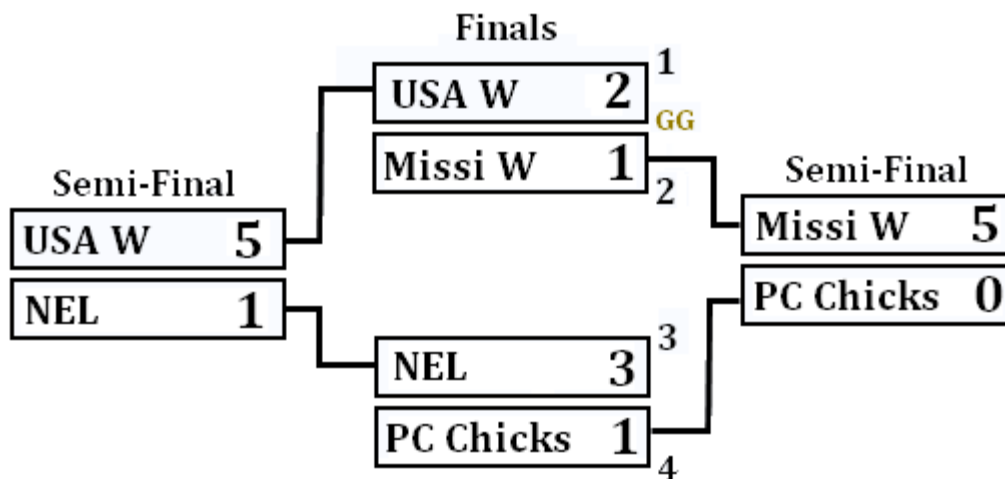 Finals
1
USA W 2
GG
Missi W 1
2
Semi-Final
USA W 5
NEL 1
Semi-Final
Missi W 5
PC Chicks 0
3
NEL 3
PC Chicks 1
4